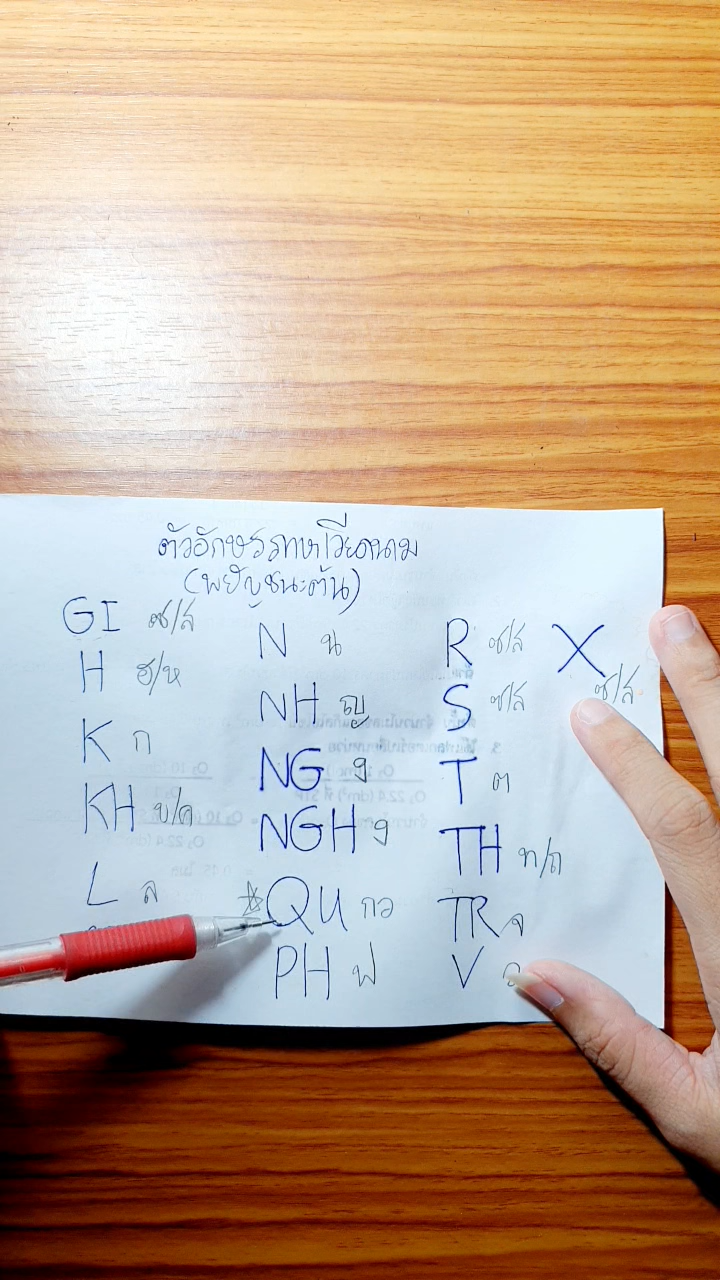 ตัวอักษรภาษาเวียดนาม
(พยัญชนะต้น)
GI ซ/ส
H ฮ/ห
K ก
KH ข/ค
L ล
N น
NH ญ
NG ง
NGH ง
☆QU กว
PH ฟ
R ซ/ส
S ซ/ส
T ต
TH ท/ถ
TR จ
V ว
X ซ/ส